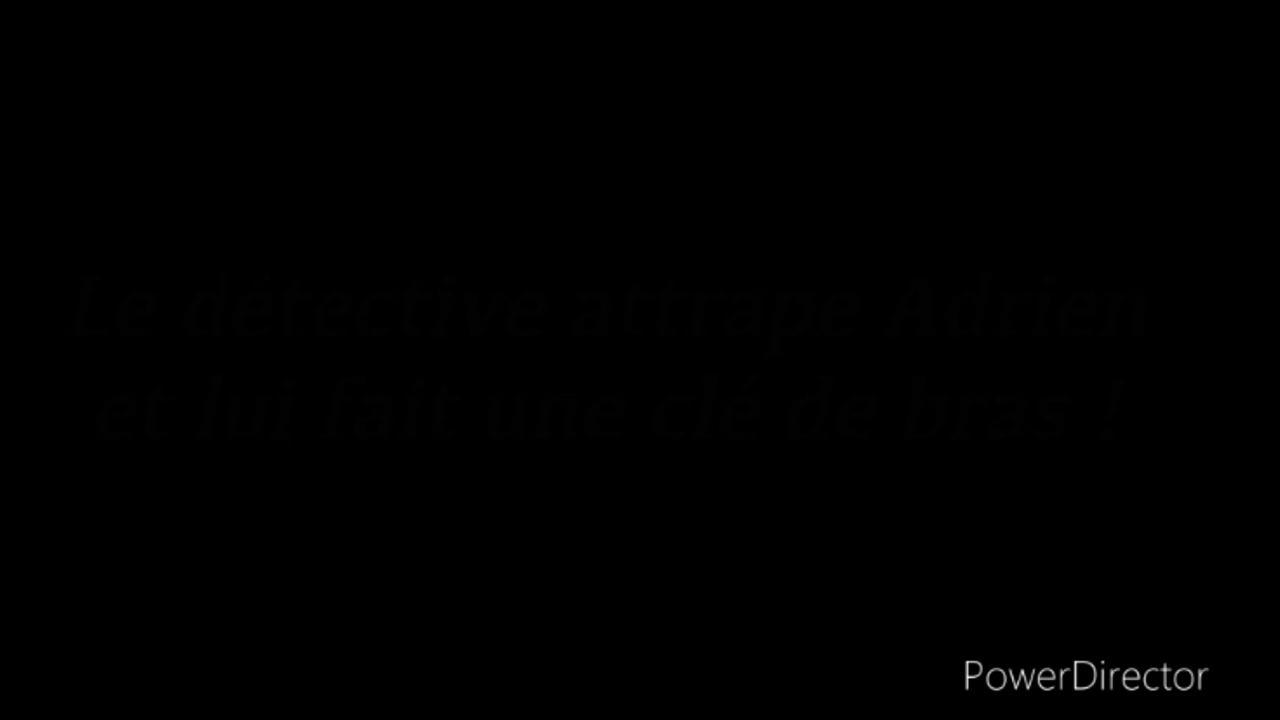 Le détective attrape Adrien
et lui fait une clé de bras !
PowerDirector